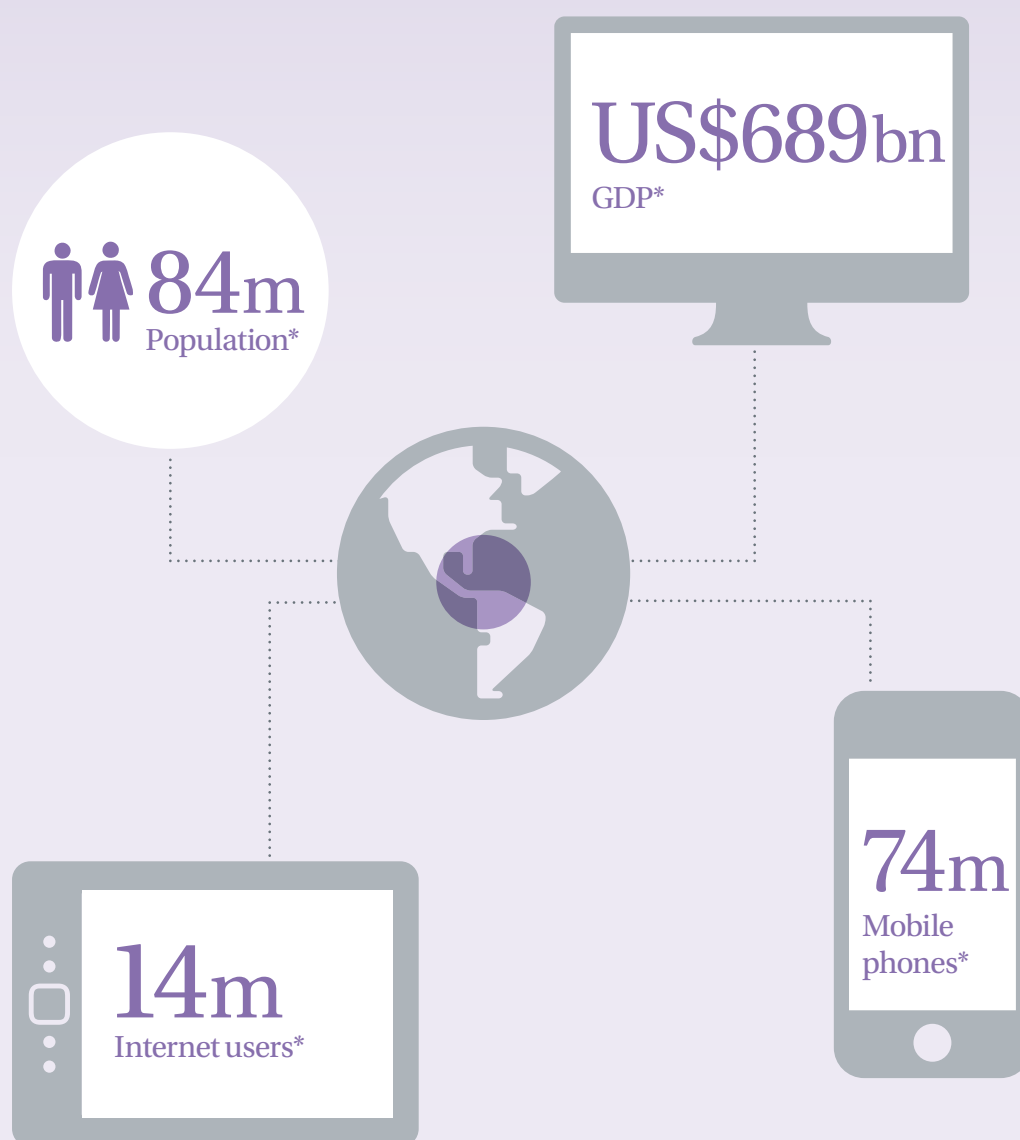 US$689bn
GDP*
84m
Population*
74m
Mobile
phones*
14m
Internet users*